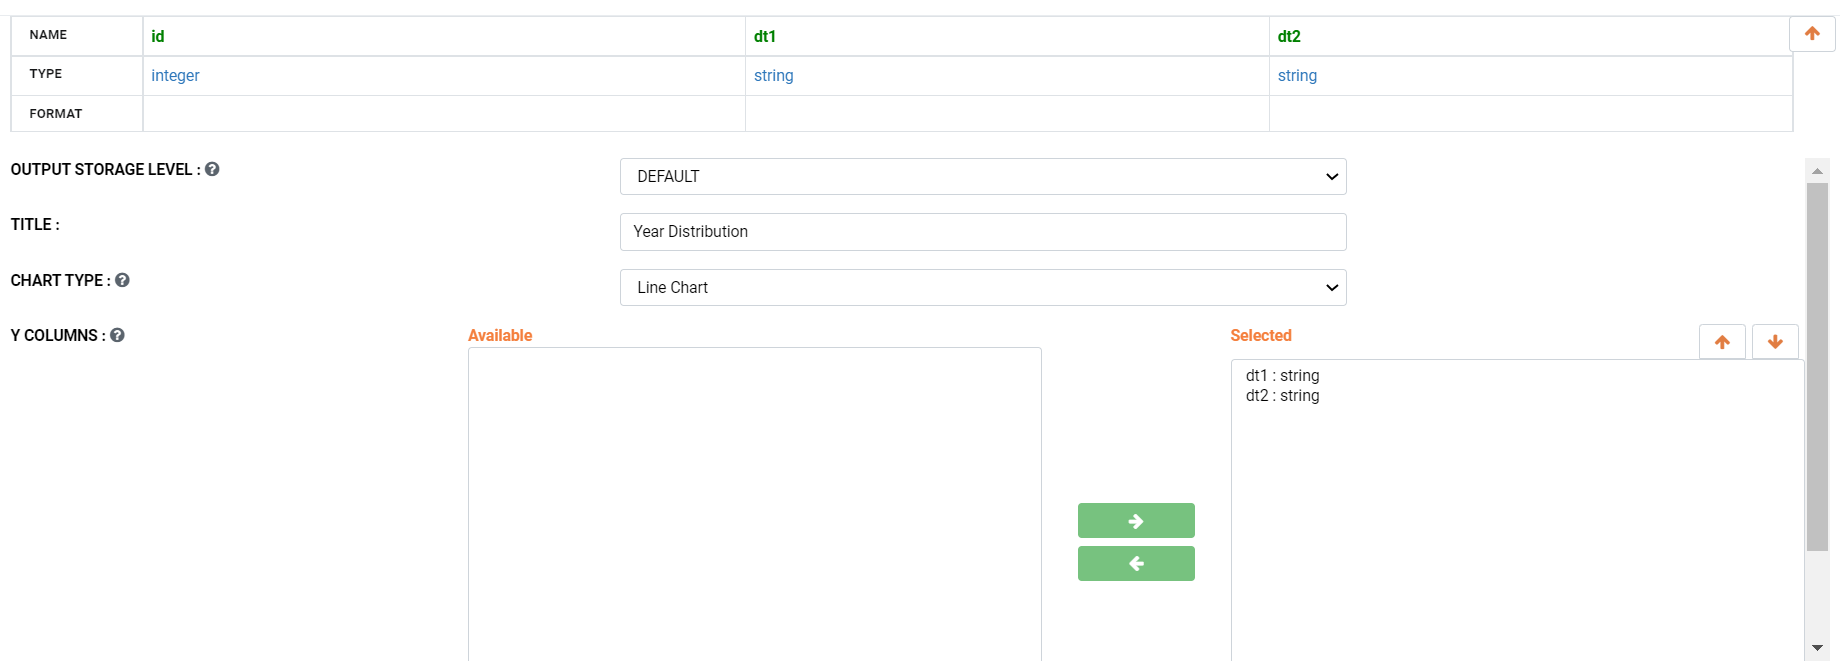 NAME id dt1 dt2
TYPE integer string string
FORMAT
OUTPUT STORAGE LEVEL : DEFAULT
TITLE : Year Distribution
CHART TYPE : Line Chart
Y COLUMNS : Available Selected
dt1 : string
dt2 : string